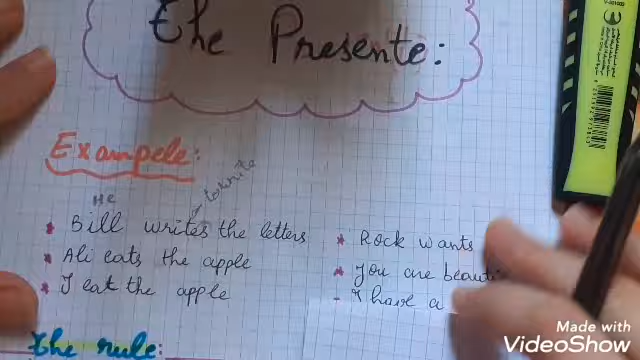 the Presente:
Exampele:
He
to write
Bill writes the letters
Ali eats the apple
I eat the apple
Rock wants
You are beauti
I have a
the rule:
Made with
VideoShow